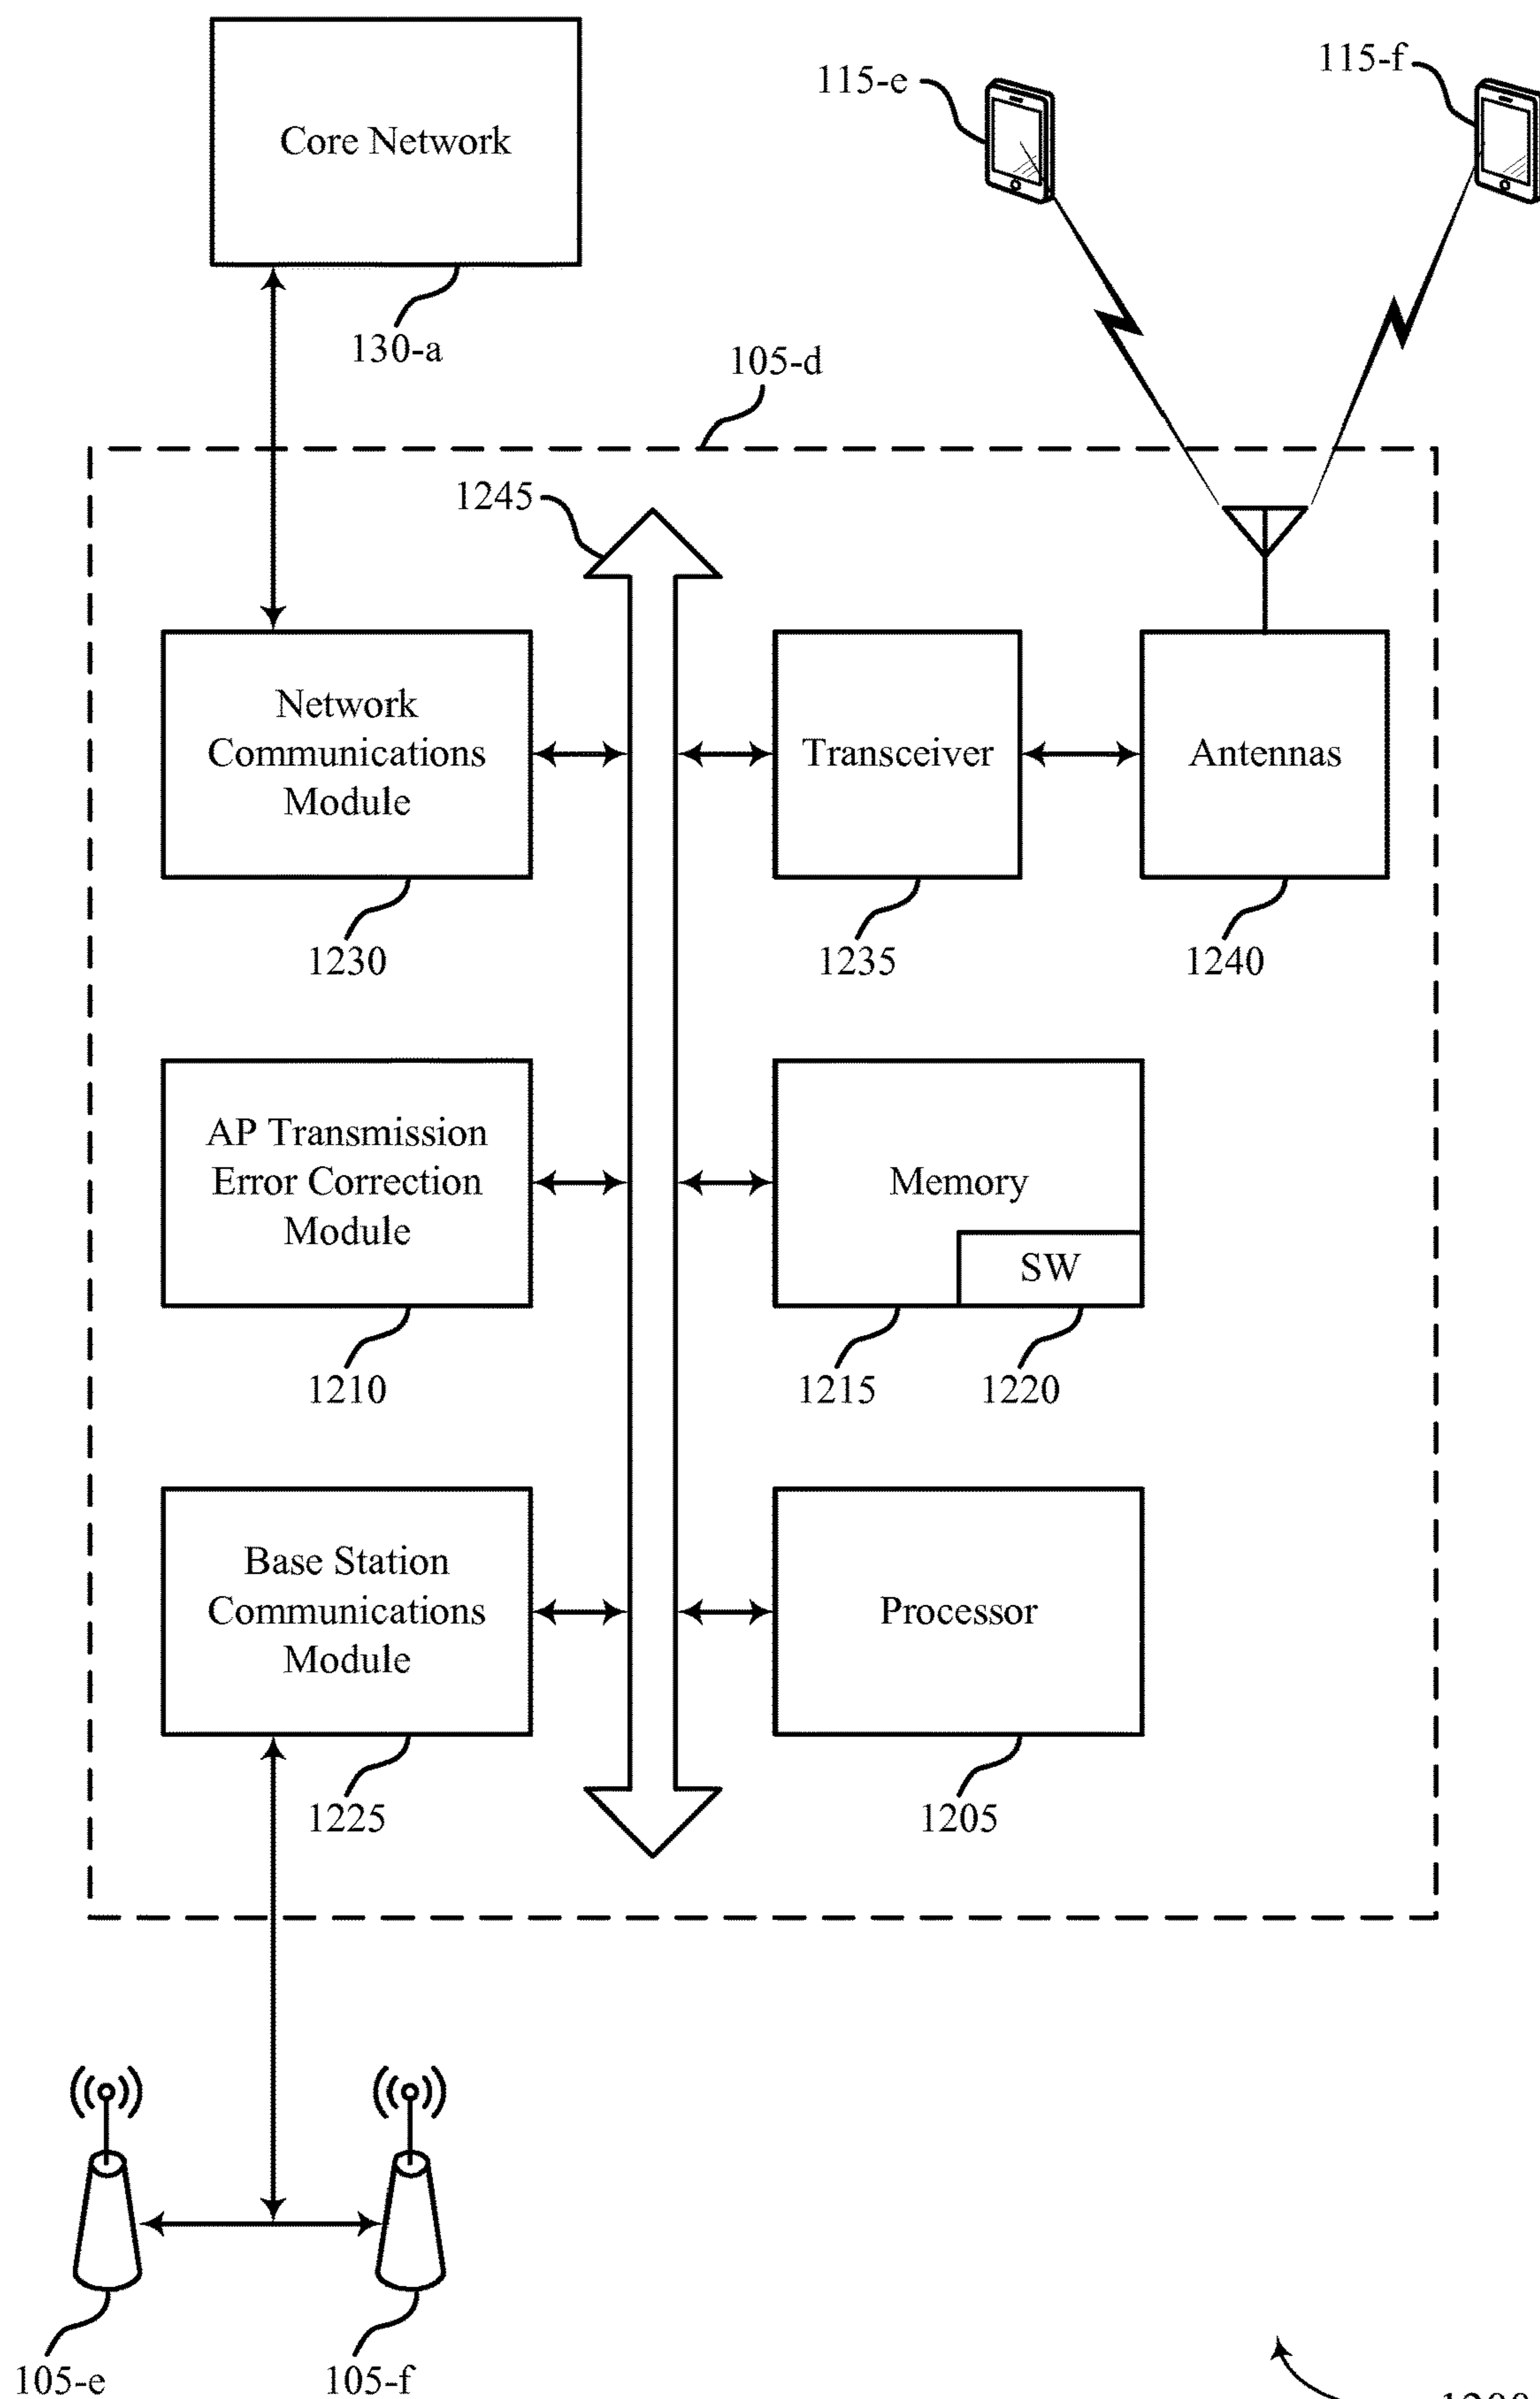 Core Network
130-a
115-e
115-f
105-d
1245
Network
Communications
Module
1230
Transceiver
1235
Antennas
1240
AP Transmission
Error Correction
Module
1210
Memory
SW
1215
1220
Base Station
Communications
Module
1225
Processor
1205
105-e
105-f